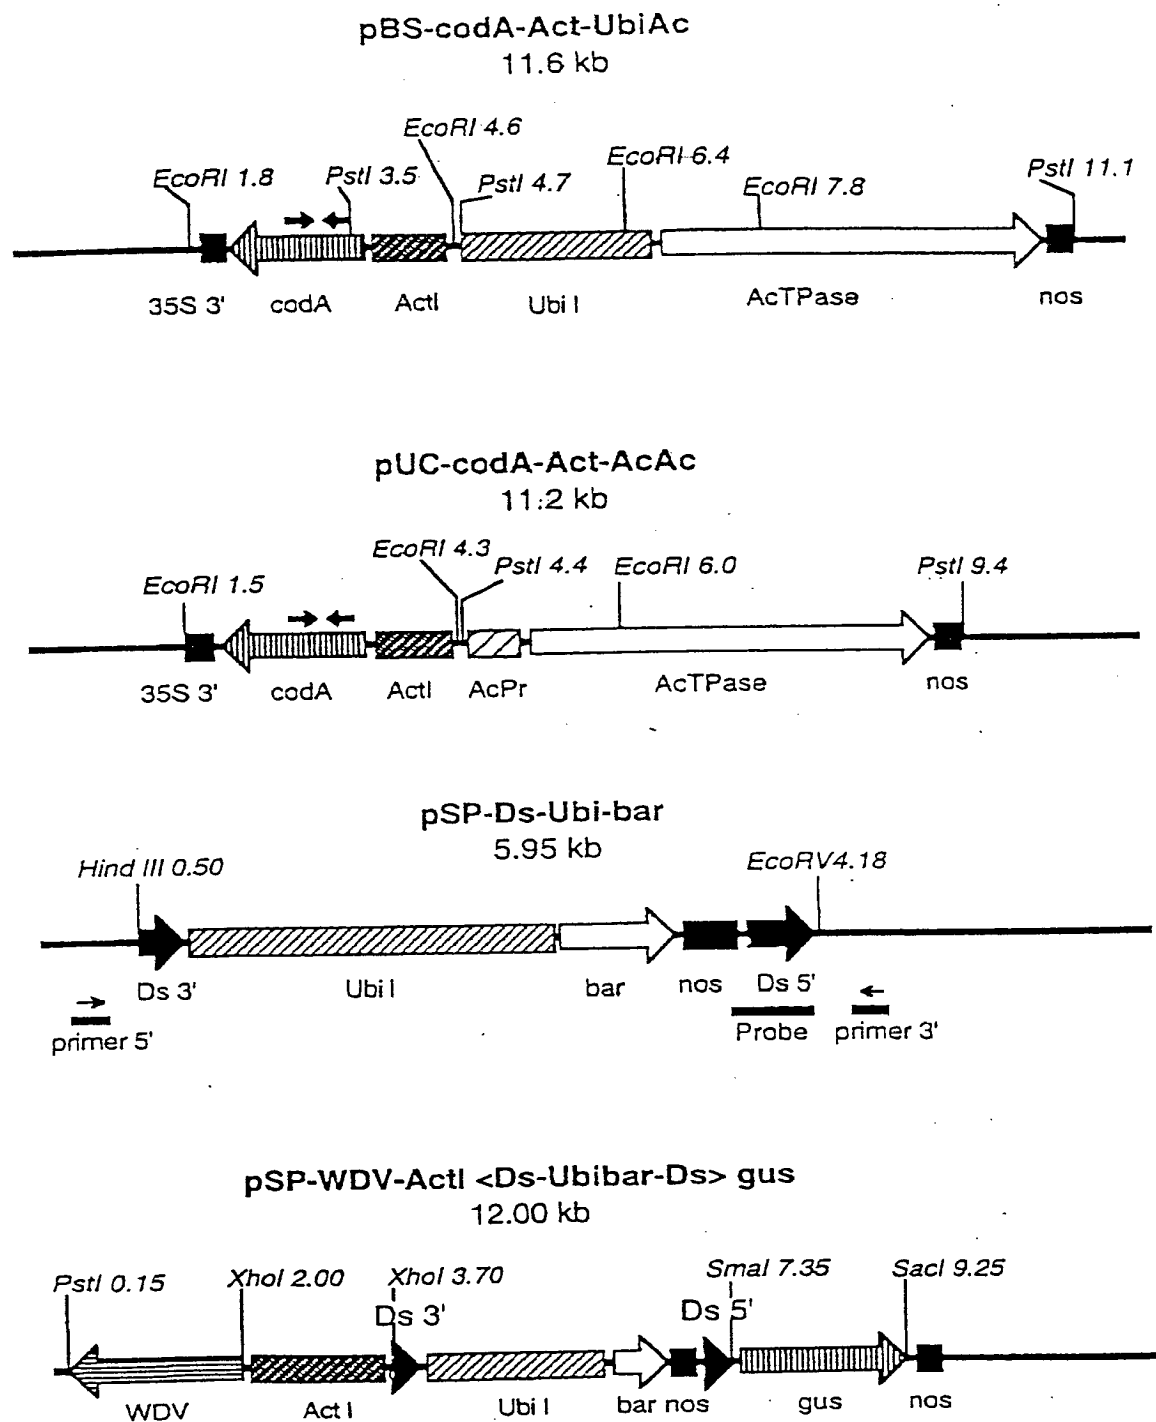 pBS-codA-Act-UbiAc
11.6 kb
EcoRI 4.6
EcoRI 1.8 PstI 3.5 PstI 4.7 EcoRI 6.4 EcoRI 7.8 PstI 11.1
35S 3' codA ActI Ubi I AcTPase nos
pUC-codA-Act-AcAc
11.2 kb
EcoRI 1.5 EcoRI 4.3 PstI 4.4 EcoRI 6.0 PstI 9.4
35S 3' codA ActI AcPr AcTPase nos
pSP-Ds-Ubi-bar
5.95 kb
Hind III 0.50 EcoRV4.18
Ds 3' Ubi I bar nos Ds 5'
primer 5' Probe primer 3'
pSP-WDV-ActI <Ds-Ubibar-Ds> gus
12.00 kb
PstI 0.15 XhoI 2.00 XhoI 3.70 SmaI 7.35 SacI 9.25
Ds 3' Ds 5'
WDV Act I Ubi I bar nos gus nos